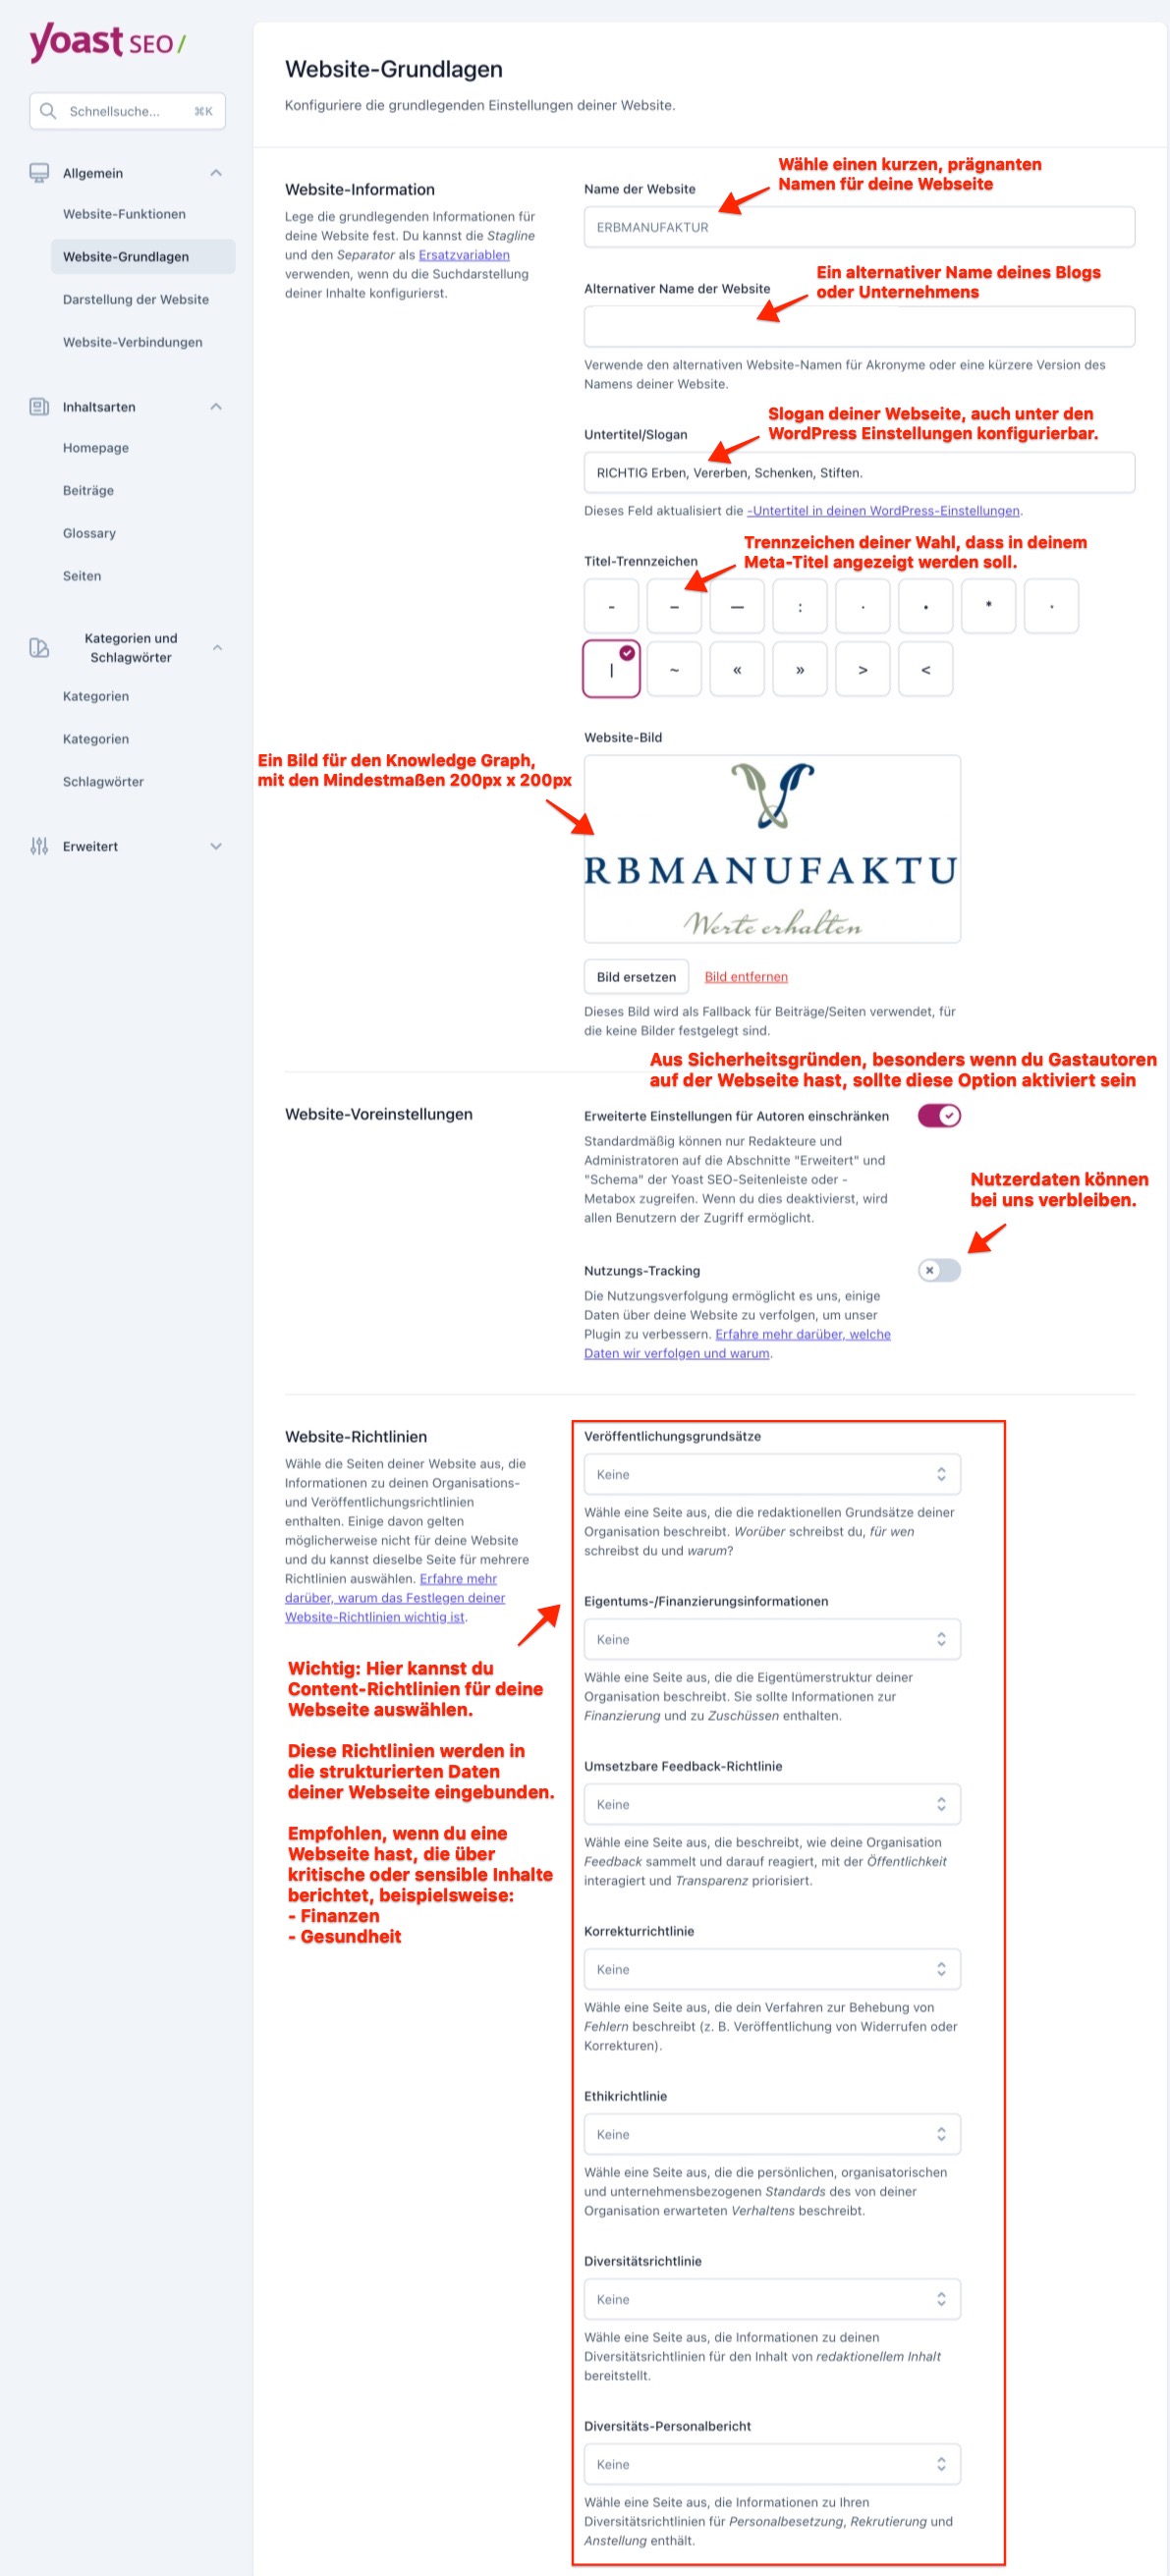 yoast SEO/
Schnellsuche... ⌘K
Allgemein
Website-Funktionen
Website-Grundlagen
Darstellung der Website
Website-Verbindungen
Inhaltsarten
Homepage
Beiträge
Glossary
Seiten
Kategorien und
Schlagwörter
Kategorien
Kategorien
Schlagwörter
Erweitert
Website-Grundlagen
Konfiguriere die grundlegenden Einstellungen deiner Website.
Website-Information
Lege die grundlegenden Informationen für
deine Website fest. Du kannst die Stagline
und den Separator als Ersatzvariablen
verwenden, wenn du die Suchdarstellung
deiner Inhalte konfigurierst.
Wähle einen kurzen, prägnanten
Namen für deine Webseite
Name der Website
ERBMANUFAKTUR
Ein alternativer Name deines Blogs
oder Unternehmens
Alternativer Name der Website
Verwende den alternativen Website-Namen für Akronyme oder eine kürzere Version des
Namens deiner Website.
Slogan deiner Webseite, auch unter den
WordPress Einstellungen konfigurierbar.
Untertitel/Slogan
RICHTIG Erben, Vererben, Schenken, Stiften.
Dieses Feld aktualisiert die -Untertitel in deinen WordPress-Einstellungen.
Trennzeichen deiner Wahl, dass in deinem
Meta-Titel angezeigt werden soll.
Titel-Trennzeichen
- – — : · • * ⋅
| ~ « » > <
Website-Bild
Ein Bild für den Knowledge Graph,
mit den Mindestmaßen 200px x 200px
RBMANUFAKTU
Werte erhalten
Bild ersetzen Bild entfernen
Dieses Bild wird als Fallback für Beiträge/Seiten verwendet, für
die keine Bilder festgelegt sind.
Aus Sicherheitsgründen, besonders wenn du Gastautoren
auf der Webseite hast, sollte diese Option aktiviert sein
Website-Voreinstellungen
Erweiterte Einstellungen für Autoren einschränken
Standardmäßig können nur Redakteure und
Administratoren auf die Abschnitte "Erweitert" und
"Schema" der Yoast SEO-Seitenleiste oder -
Metabox zugreifen. Wenn du dies deaktivierst, wird
allen Benutzern der Zugriff ermöglicht.
Nutzerdaten können
bei uns verbleiben.
Nutzungs-Tracking
Die Nutzungsverfolgung ermöglicht es uns, einige
Daten über deine Website zu verfolgen, um unser
Plugin zu verbessern. Erfahre mehr darüber, welche
Daten wir verfolgen und warum.
Website-Richtlinien
Wähle die Seiten deiner Website aus, die
Informationen zu deinen Organisations-
und Veröffentlichungsrichtlinien
enthalten. Einige davon gelten
möglicherweise nicht für deine Website
und du kannst dieselbe Seite für mehrere
Richtlinien auswählen. Erfahre mehr
darüber, warum das Festlegen deiner
Website-Richtlinien wichtig ist.
Wichtig: Hier kannst du
Content-Richtlinien für deine
Webseite auswählen.
Diese Richtlinien werden in
die strukturierten Daten
deiner Webseite eingebunden.
Empfohlen, wenn du eine
Webseite hast, die über
kritische oder sensible Inhalte
berichtet, beispielsweise:
- Finanzen
- Gesundheit
Veröffentlichungsgrundsätze
Keine
Wähle eine Seite aus, die die redaktionellen Grundsätze deiner
Organisation beschreibt. Worüber schreibst du, für wen
schreibst du und warum?
Eigentums-/Finanzierungsinformationen
Keine
Wähle eine Seite aus, die die Eigentümerstruktur deiner
Organisation beschreibt. Sie sollte Informationen zur
Finanzierung und zu Zuschüssen enthalten.
Umsetzbare Feedback-Richtlinie
Keine
Wähle eine Seite aus, die beschreibt, wie deine Organisation
Feedback sammelt und darauf reagiert, mit der Öffentlichkeit
interagiert und Transparenz priorisiert.
Korrekturrichtlinie
Keine
Wähle eine Seite aus, die dein Verfahren zur Behebung von
Fehlern beschreibt (z. B. Veröffentlichung von Widerrufen oder
Korrekturen).
Ethikrichtlinie
Keine
Wähle eine Seite aus, die die persönlichen, organisatorischen
und unternehmensbezogenen Standards des von deiner
Organisation erwarteten Verhaltens beschreibt.
Diversitätsrichtlinie
Keine
Wähle eine Seite aus, die Informationen zu deinen
Diversitätsrichtlinien für den Inhalt von redaktionellem Inhalt
bereitstellt.
Diversitäts-Personalbericht
Keine
Wähle eine Seite aus, die Informationen zu Ihren
Diversitätsrichtlinien für Personalbesetzung, Rekrutierung und
Anstellung enthält.